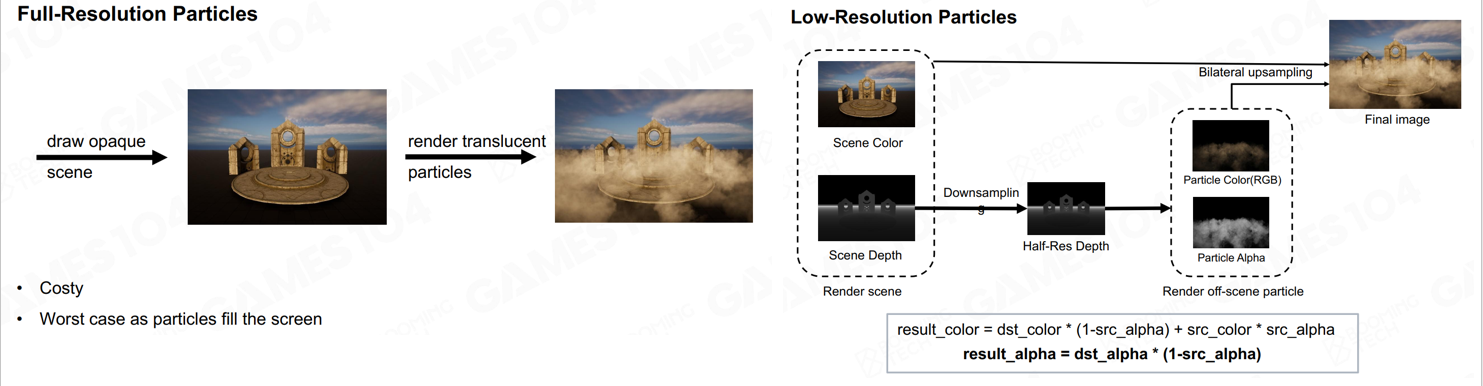 Full-Resolution Particles
draw opaque
scene
render translucent
particles
• Costy
• Worst case as particles fill the screen
Low-Resolution Particles
Scene Color
Scene Depth
Render scene
Downsamplin
g
Half-Res Depth
Particle Color(RGB)
Particle Alpha
Render off-scene particle
Bilateral upsampling
Final image
result_color = dst_color * (1-src_alpha) + src_color * src_alpha
result_alpha = dst_alpha * (1-src_alpha)
GAMES104